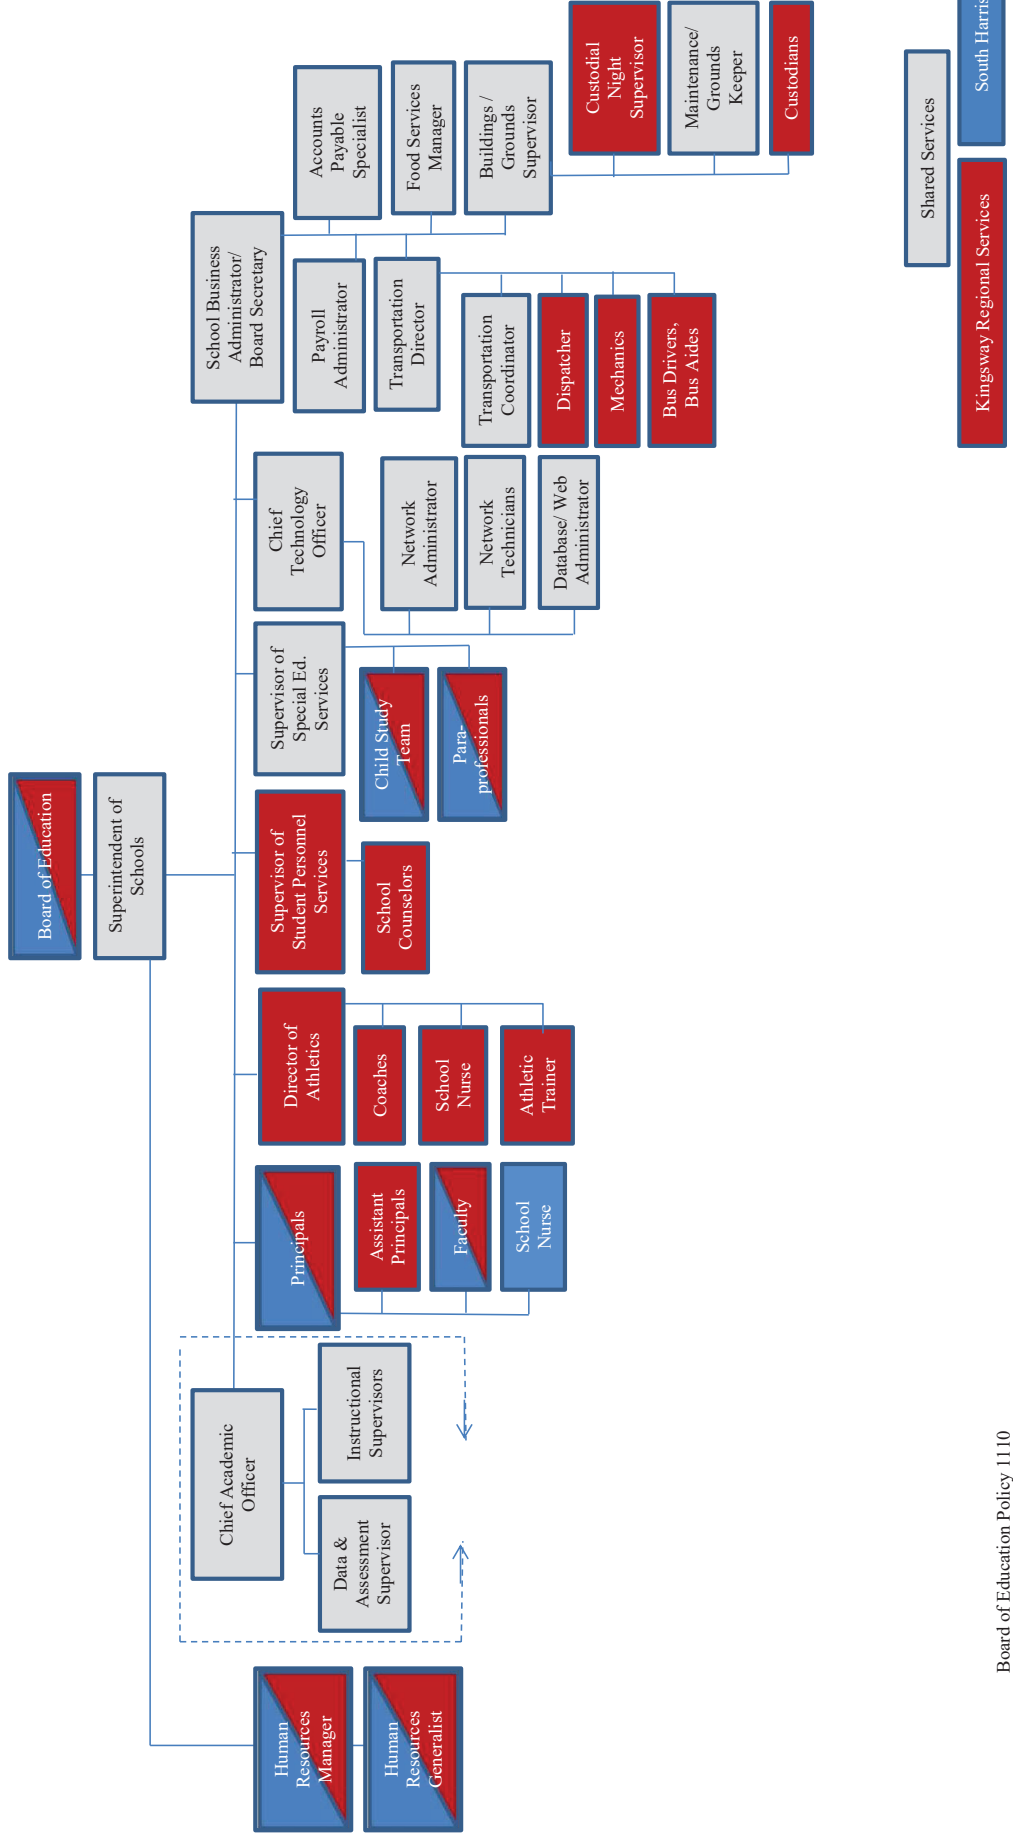 Board of Education
Superintendent of
Schools
Human
Resources
Manager
Human
Resources
Generalist
Chief Academic
Officer
Data &
Assessment
Supervisor
Instructional
Supervisors
Principals
Assistant
Principals
Faculty
School
Nurse
Director of
Athletics
Coaches
School
Nurse
Athletic
Trainer
Supervisor of
Student Personnel
Services
School
Counselors
Supervisor of
Special Ed.
Services
Child Study
Team
Para-
professionals
Chief
Technology
Officer
Network
Administrator
Network
Technicians
Database/ Web
Administrator
School Business
Administrator/
Board Secretary
Payroll
Administrator
Transportation
Director
Transportation
Coordinator
Dispatcher
Mechanics
Bus Drivers,
Bus Aides
Accounts
Payable
Specialist
Food Services
Manager
Buildings /
Grounds
Supervisor
Custodial
Night
Supervisor
Maintenance/
Grounds
Keeper
Custodians
Shared Services
Kingsway Regional Services
South Harris
Board of Education Policy 1110